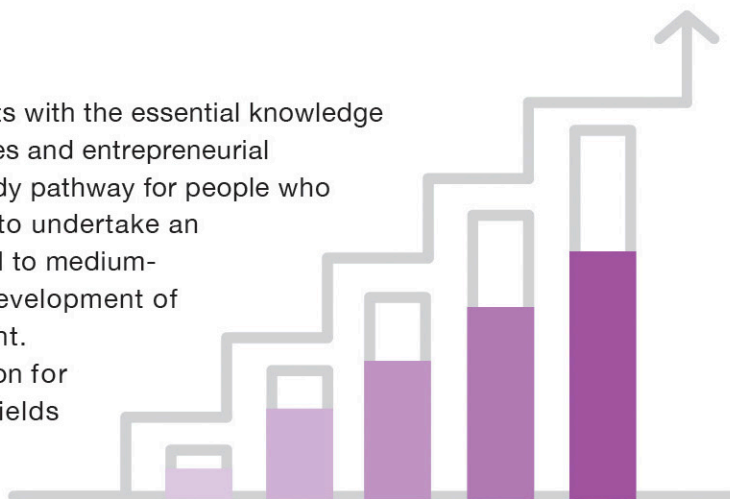 ts with the essential knowledge
es and entrepreneurial
dy pathway for people who
to undertake an
l to medium-
evelopment of
nt.
on for
ields